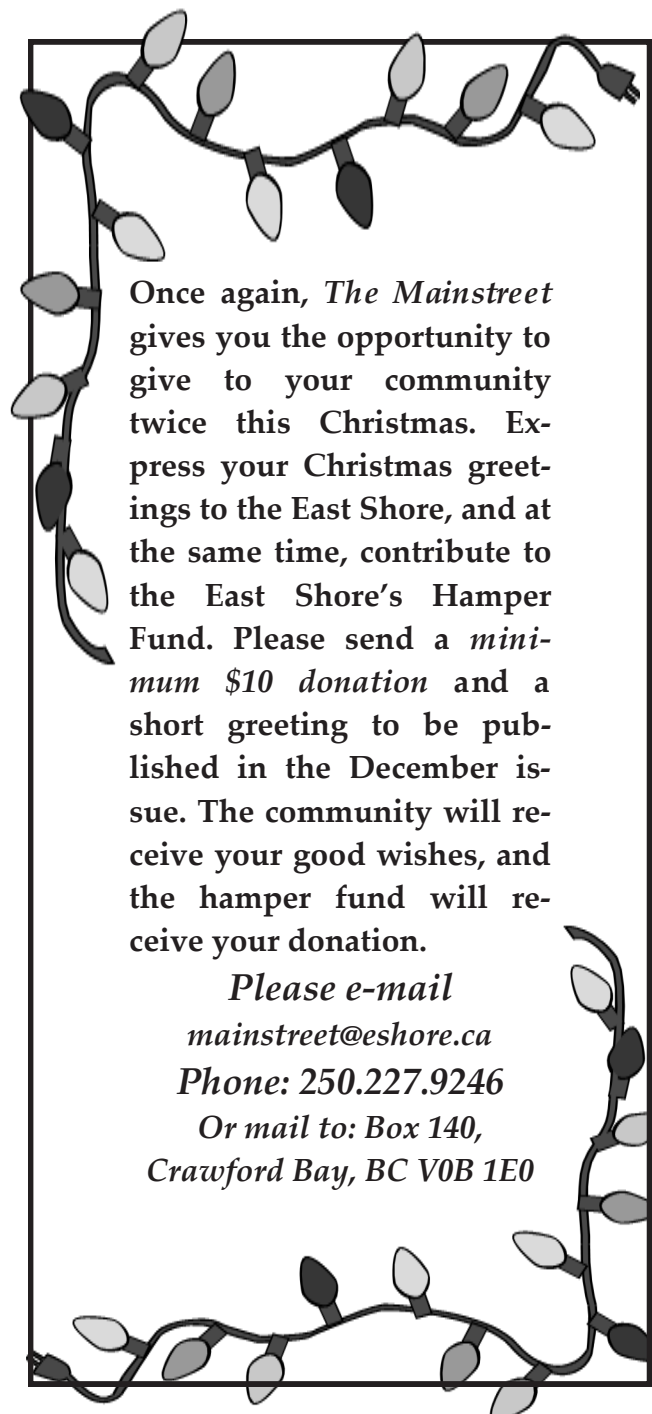 Once again, The Mainstreet
gives you the opportunity to
give to your community
twice this Christmas. Ex-
press your Christmas greet-
ings to the East Shore, and at
the same time, contribute to
the East Shore’s Hamper
Fund. Please send a mini-
mum $10 donation and a
short greeting to be pub-
lished in the December is-
sue. The community will re-
ceive your good wishes, and
the hamper fund will re-
ceive your donation.
Please e-mail
mainstreet@eshore.ca
Phone: 250.227.9246
Or mail to: Box 140,
Crawford Bay, BC V0B 1E0